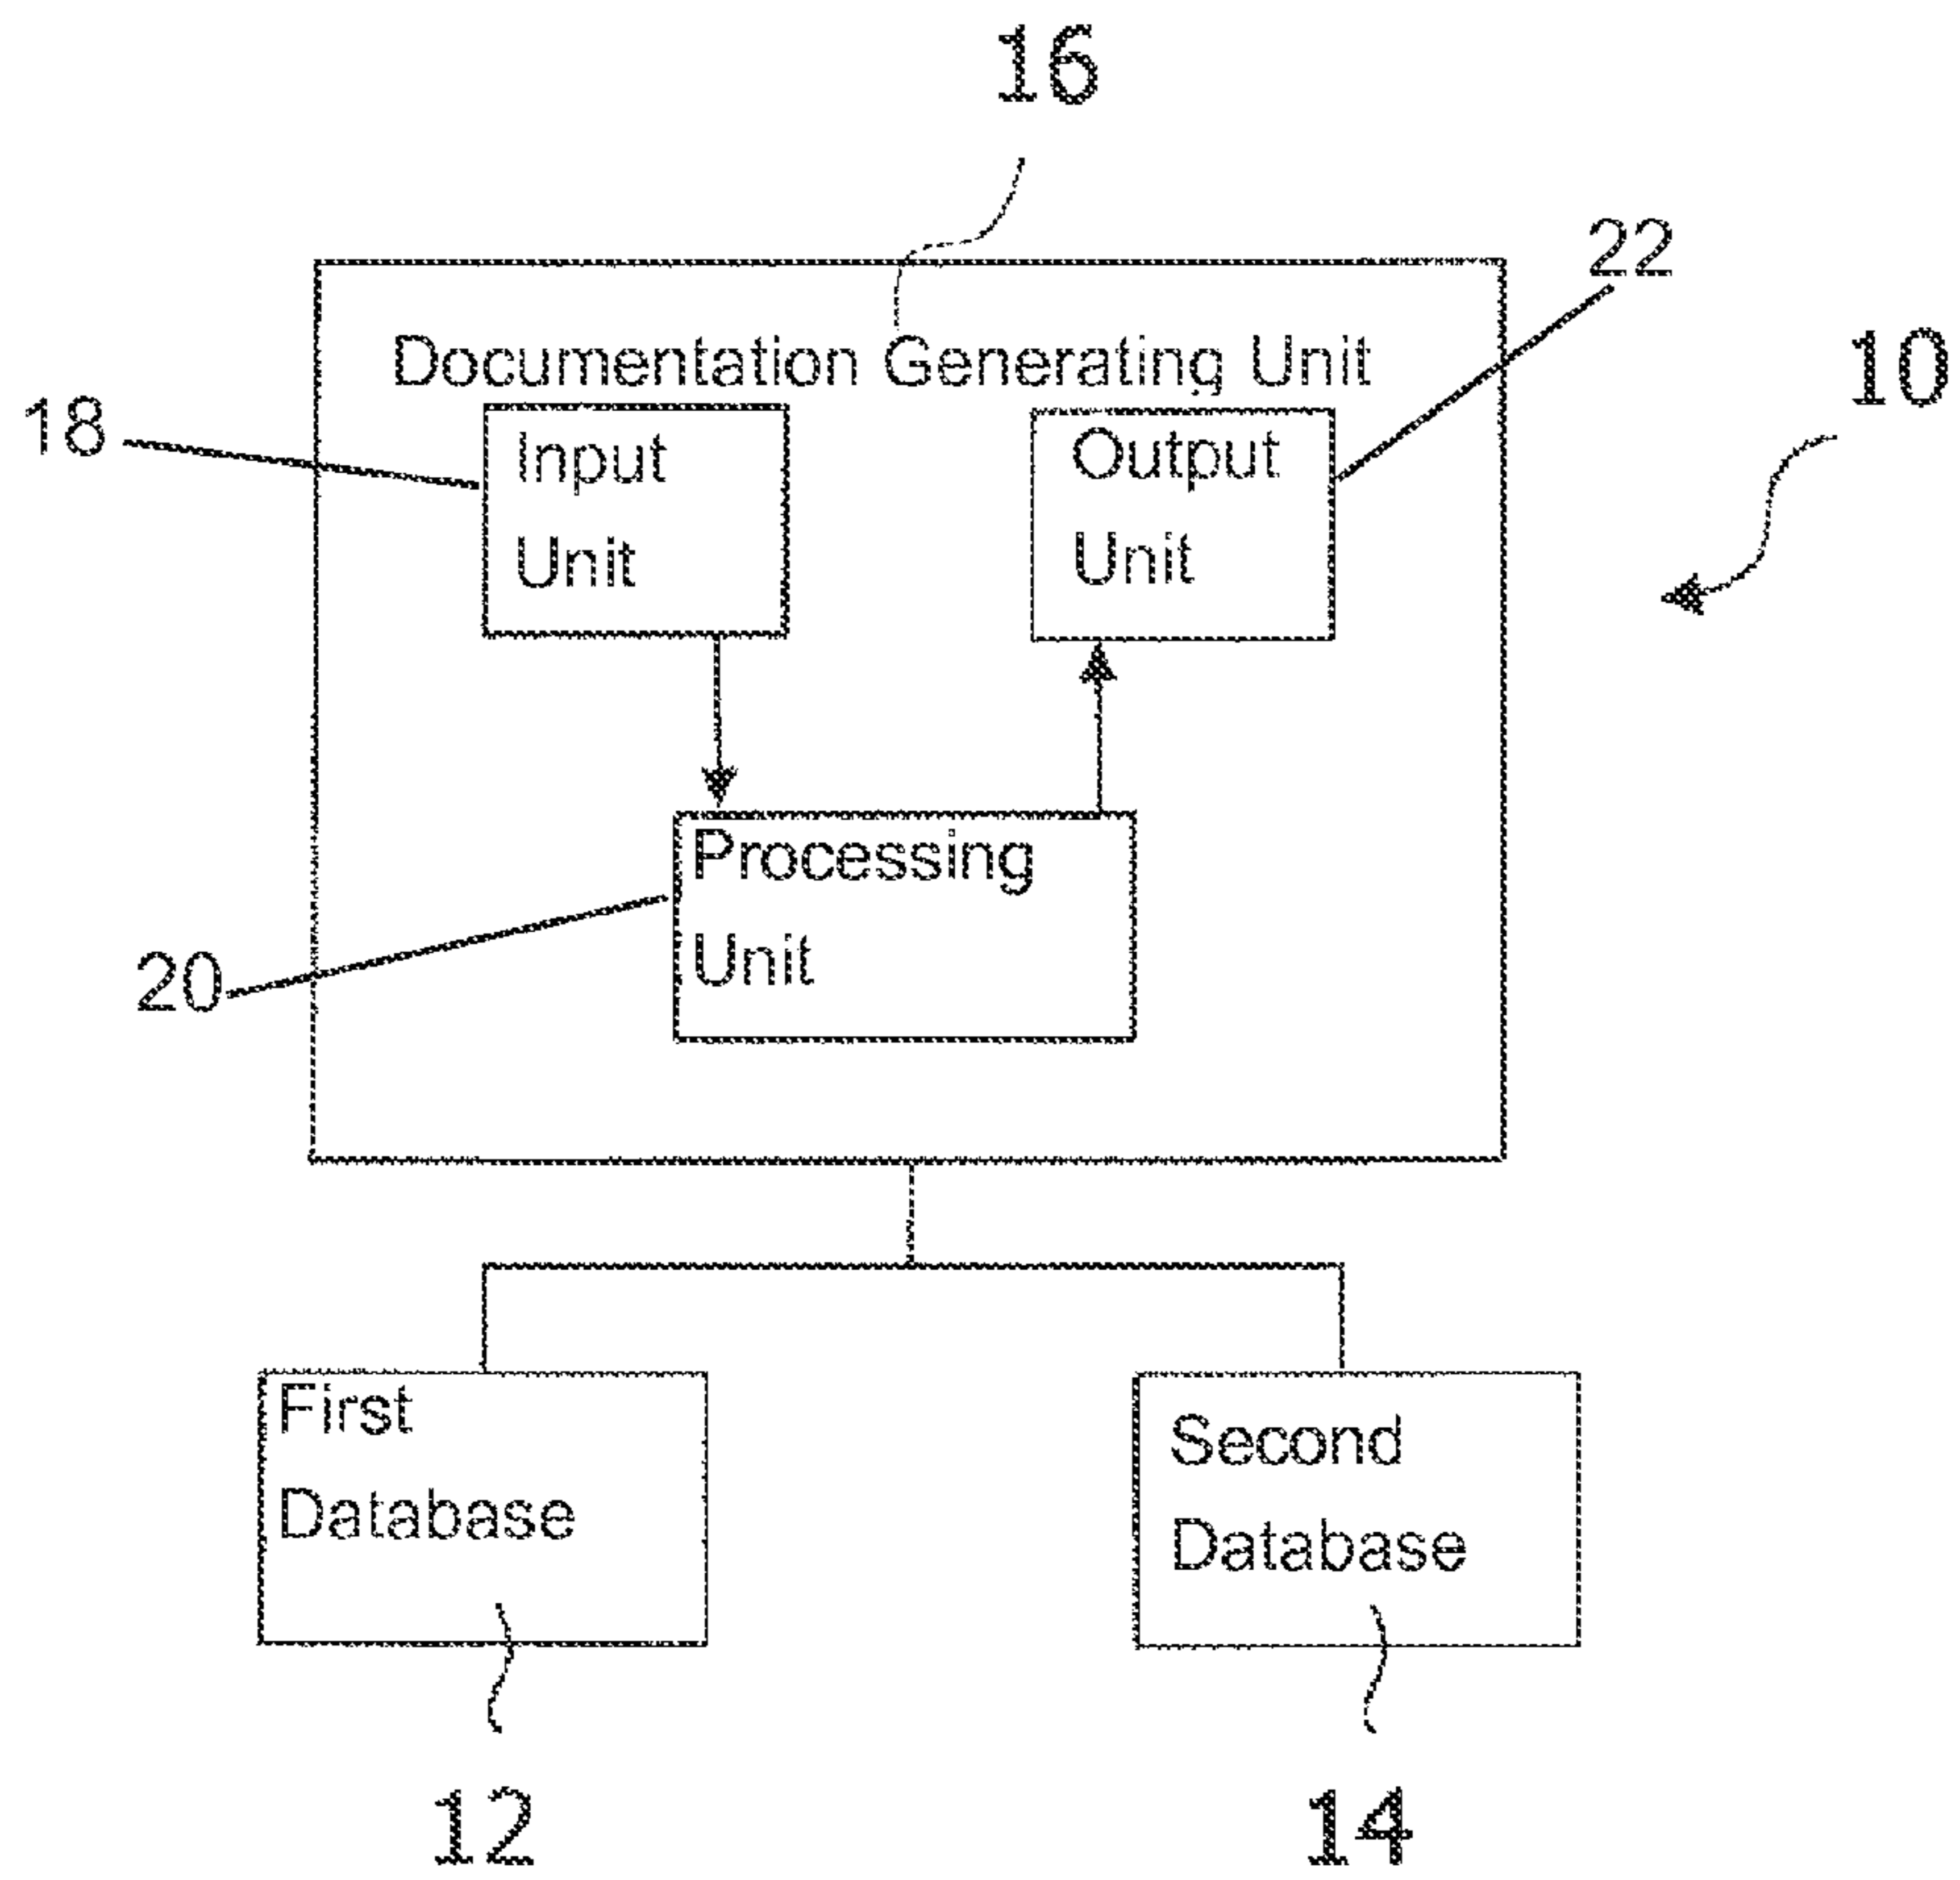 16
22
10
Documentation Generating Unit
18
Input
Unit
Output
Unit
Processing
Unit
20
First
Database
Second
Database
12
14